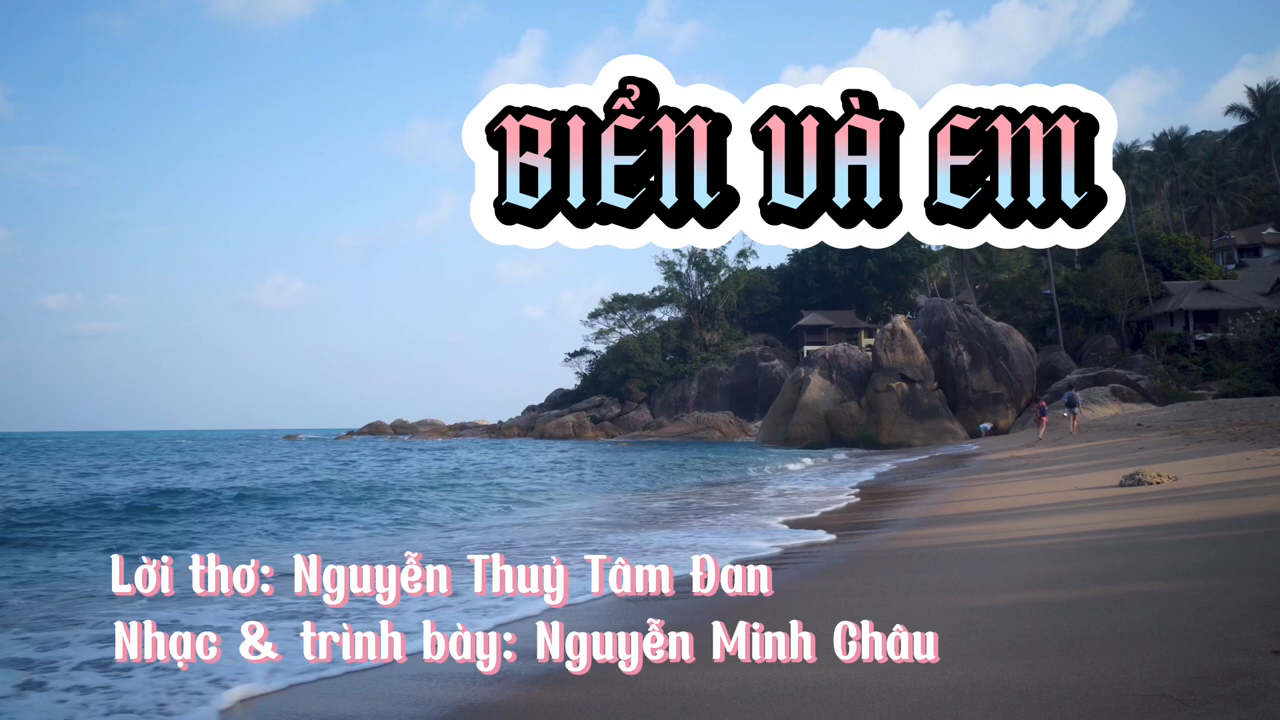 BIỂN VÀ EM
Lời thơ: Nguyễn Thuỷ Tâm Đan
Nhạc & trình bày: Nguyễn Minh Châu